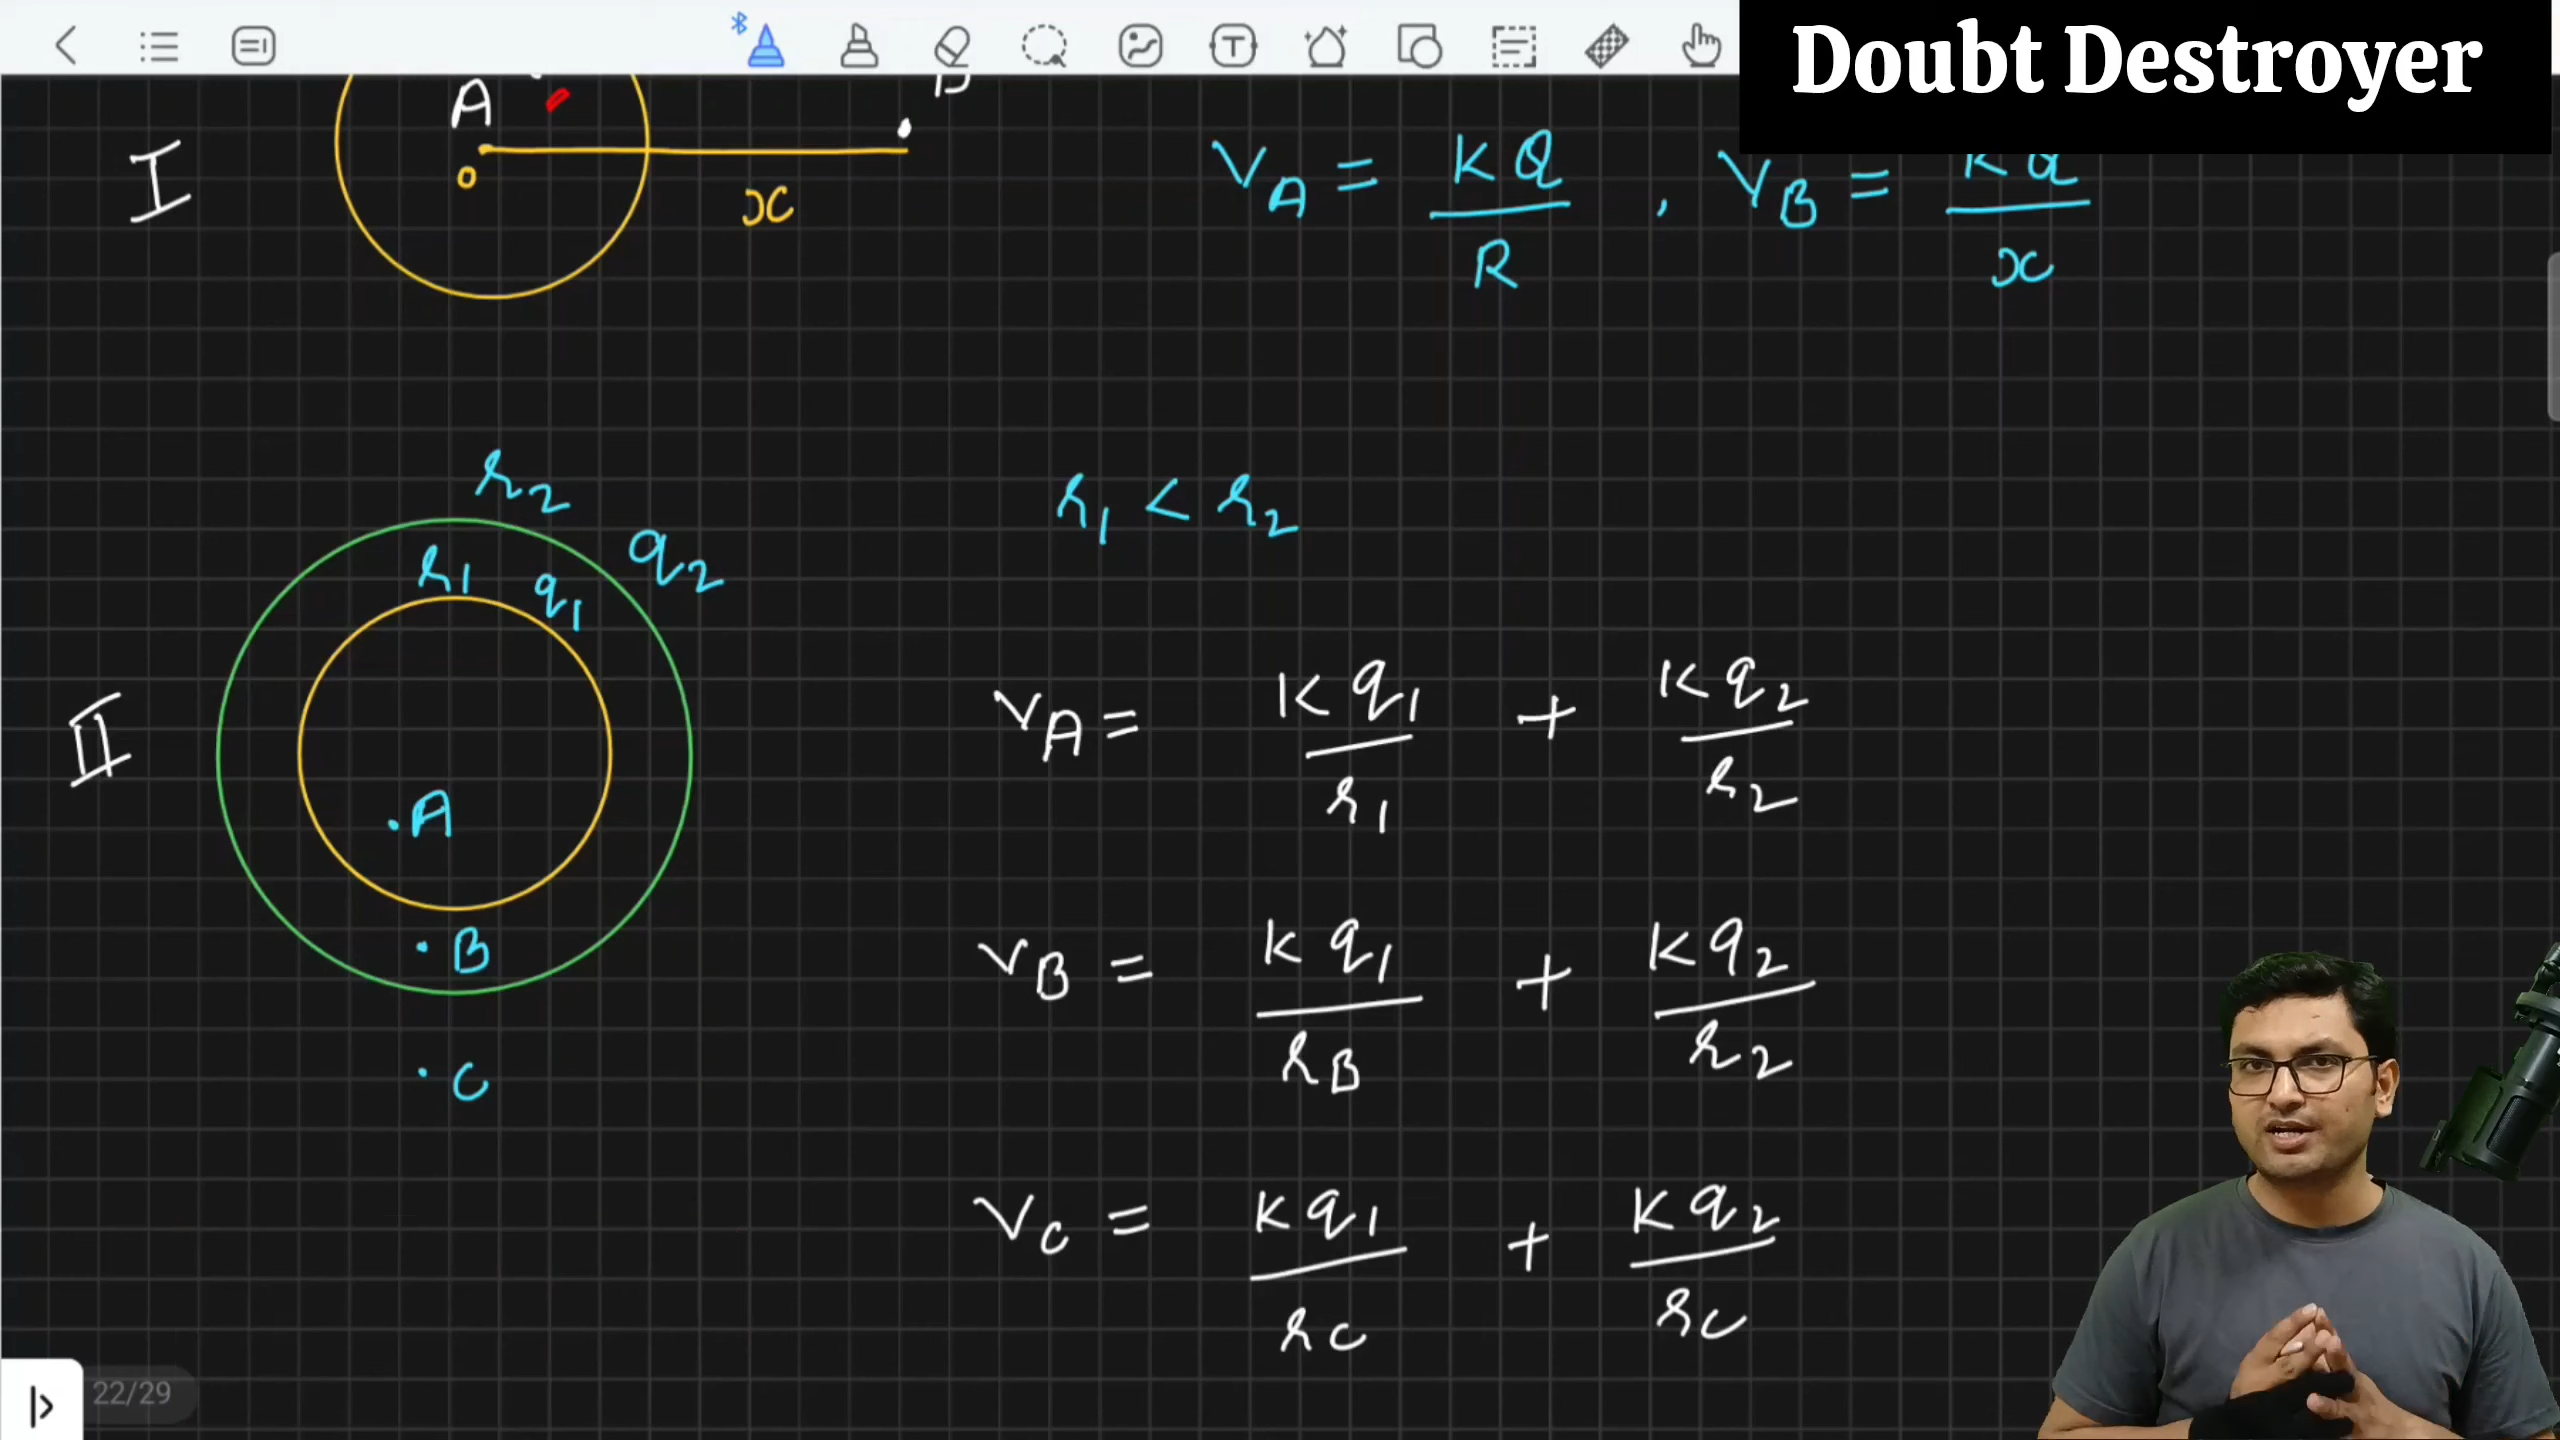 Doubt Destroyer
A
I
o
x
V_A = KQ/R , V_B = KQ/x
r_2
r_1 < r_2
q_2
r_1 q_1
V_A = Kq_1/r_1 + Kq_2/r_2
II
.A
V_B = Kq_1/r_B + Kq_2/r_2
.B
.C
V_C = Kq_1/r_C + Kq_2/r_C
22/29